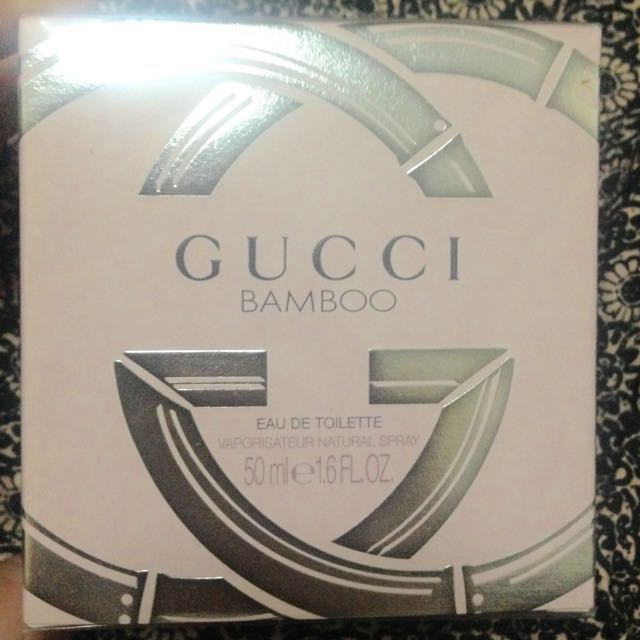 GUCCI
BAMBOO
EAU DE TOILETTE
VAPORISATEUR NATURAL SPRAY
50 ml ℮ 1.6 FL. OZ.